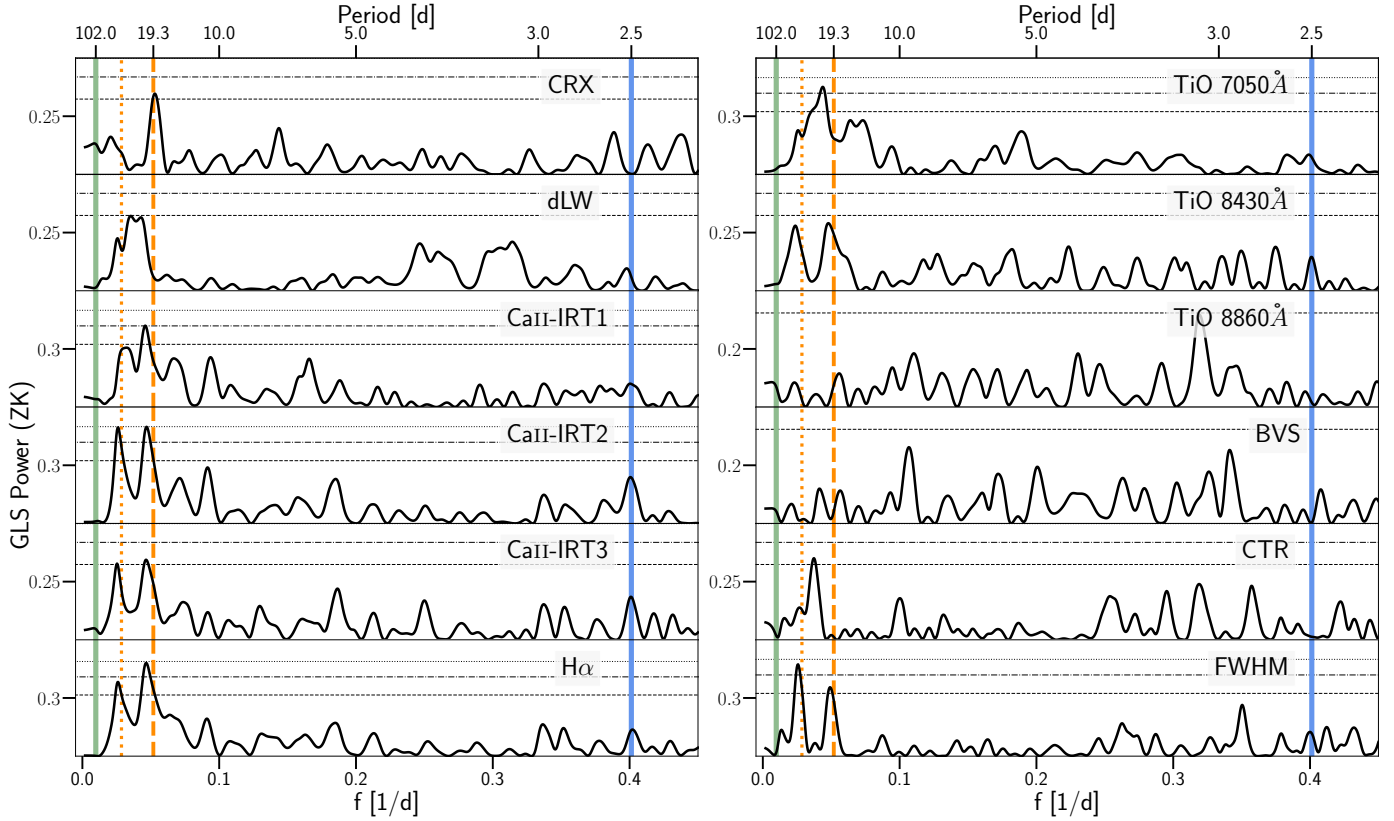 Period [d]
102.0 19.3 10.0 5.0 3.0 2.5
CRX
0.25
dLW
0.25
CaII-IRT1
0.3
CaII-IRT2
0.3
CaII-IRT3
0.25
Hα
0.3
0.0 0.1 0.2 0.3 0.4
f [1/d]
GLS Power (ZK)
Period [d]
102.0 19.3 10.0 5.0 3.0 2.5
TiO 7050Å
0.3
TiO 8430Å
0.25
TiO 8860Å
0.2
BVS
0.2
CTR
0.25
FWHM
0.3
0.0 0.1 0.2 0.3 0.4
f [1/d]